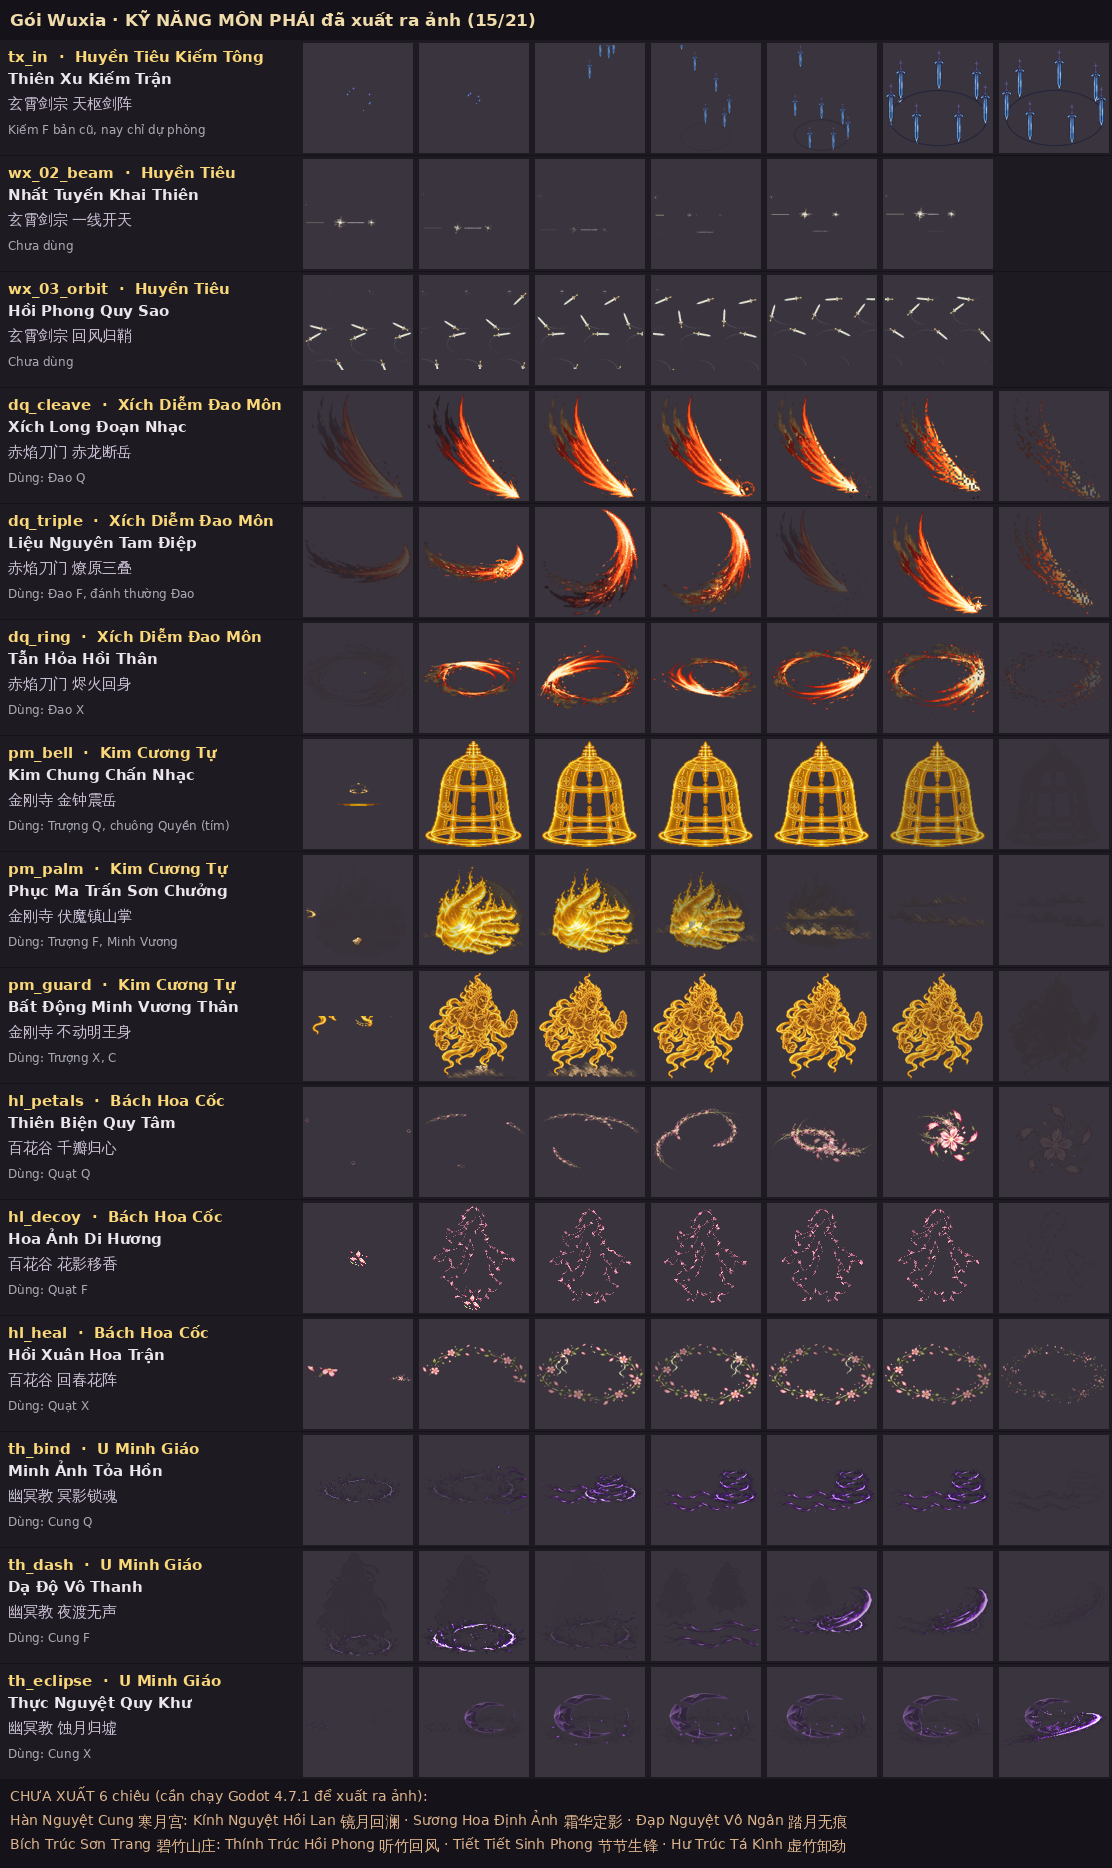 Gói Wuxia · KỸ NĂNG MÔN PHÁI đã xuất ra ảnh (15/21)
tx_in · Huyền Tiêu Kiếm Tông
Thiên Xu Kiếm Trận
玄霄剑宗 天枢剑阵
Kiếm F bản cũ, nay chỉ dự phòng
wx_02_beam · Huyền Tiêu
Nhất Tuyến Khai Thiên
玄霄剑宗 一线开天
Chưa dùng
wx_03_orbit · Huyền Tiêu
Hồi Phong Quy Sao
玄霄剑宗 回风归鞘
Chưa dùng
dq_cleave · Xích Diễm Đao Môn
Xích Long Đoạn Nhạc
赤焰刀门 赤龙断岳
Dùng: Đao Q
dq_triple · Xích Diễm Đao Môn
Liệu Nguyên Tam Điệp
赤焰刀门 燎原三叠
Dùng: Đao F, đánh thường Đao
dq_ring · Xích Diễm Đao Môn
Tẫn Hỏa Hồi Thân
赤焰刀门 烬火回身
Dùng: Đao X
pm_bell · Kim Cương Tự
Kim Chung Chấn Nhạc
金刚寺 金钟震岳
Dùng: Trượng Q, chuông Quyền (tím)
pm_palm · Kim Cương Tự
Phục Ma Trấn Sơn Chưởng
金刚寺 伏魔镇山掌
Dùng: Trượng F, Minh Vương
pm_guard · Kim Cương Tự
Bất Động Minh Vương Thân
金刚寺 不动明王身
Dùng: Trượng X, C
hl_petals · Bách Hoa Cốc
Thiên Biện Quy Tâm
百花谷 千瓣归心
Dùng: Quạt Q
hl_decoy · Bách Hoa Cốc
Hoa Ảnh Di Hương
百花谷 花影移香
Dùng: Quạt F
hl_heal · Bách Hoa Cốc
Hồi Xuân Hoa Trận
百花谷 回春花阵
Dùng: Quạt X
th_bind · U Minh Giáo
Minh Ảnh Tỏa Hồn
幽冥教 冥影锁魂
Dùng: Cung Q
th_dash · U Minh Giáo
Dạ Độ Vô Thanh
幽冥教 夜渡无声
Dùng: Cung F
th_eclipse · U Minh Giáo
Thực Nguyệt Quy Khư
幽冥教 蚀月归墟
Dùng: Cung X
CHƯA XUẤT 6 chiêu (cần chạy Godot 4.7.1 để xuất ra ảnh):
Hàn Nguyệt Cung 寒月宫: Kính Nguyệt Hồi Lan 镜月回澜 · Sương Hoa Định Ảnh 霜华定影 · Đạp Nguyệt Vô Ngân 踏月无痕
Bích Trúc Sơn Trang 碧竹山庄: Thính Trúc Hồi Phong 听竹回风 · Tiết Tiết Sinh Phong 节节生锋 · Hư Trúc Tá Kình 虚竹卸劲